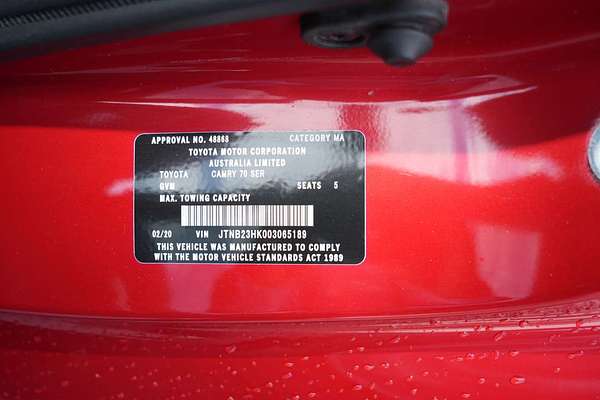 APPROVAL NO. 48868 CATEGORY MA
TOYOTA MOTOR CORPORATION
AUSTRALIA LIMITED
TOYOTA CAMRY 70 SER
GVM SEATS 5
MAX. TOWING CAPACITY
02/20 VIN JTNB23HK003065189
THIS VEHICLE WAS MANUFACTURED TO COMPLY
WITH THE MOTOR VEHICLE STANDARDS ACT 1989